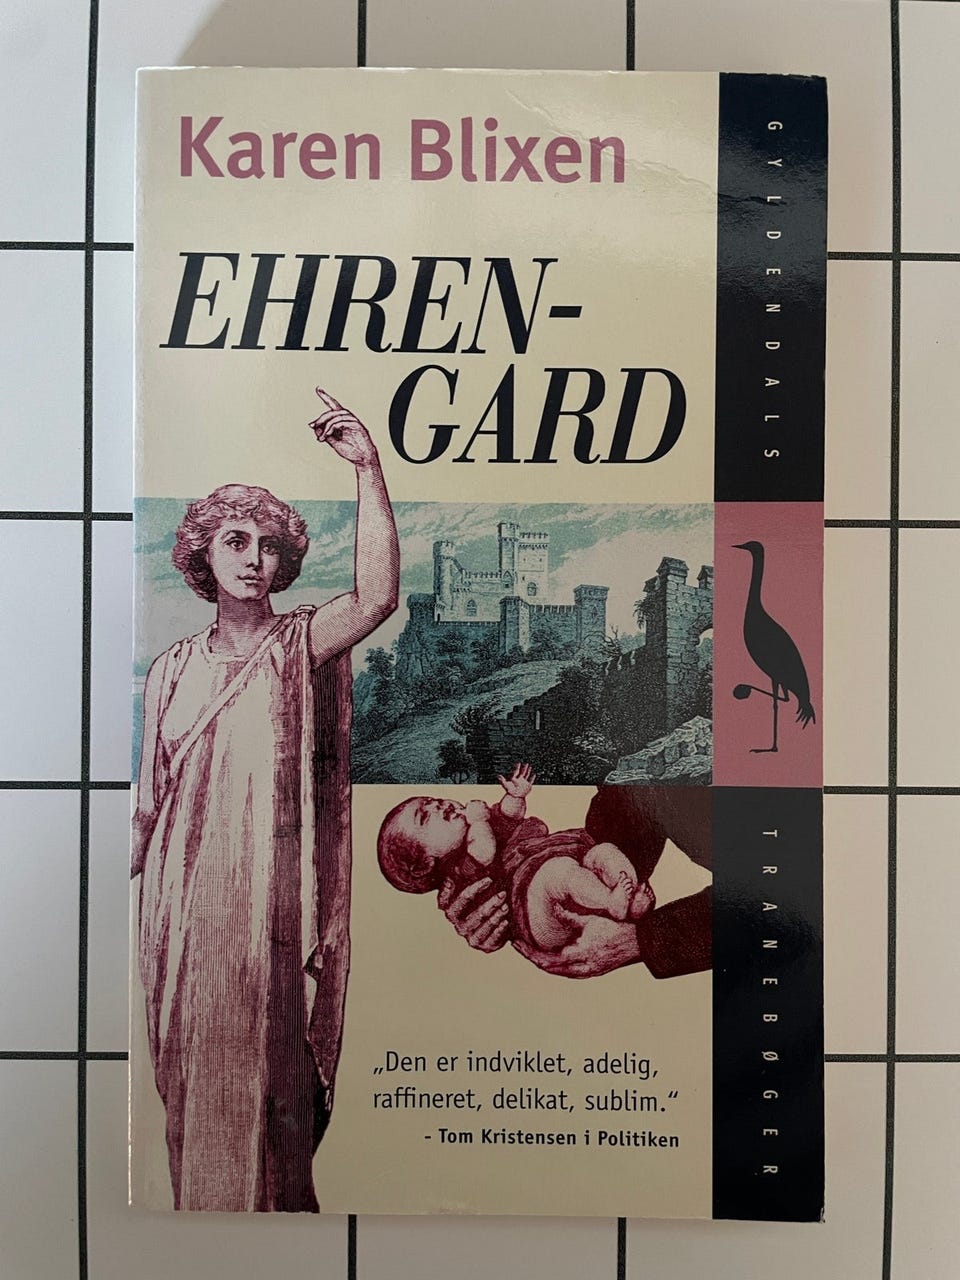 Karen Blixen
EHREN-
GARD
„Den er indviklet, adelig,
raffineret, delikat, sublim.“
- Tom Kristensen i Politiken
GYLDENDALS
TRANEBØGER